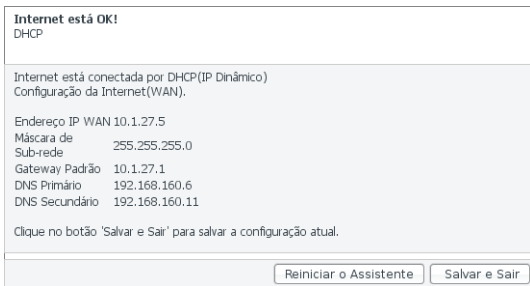 Internet está OK!
DHCP
Internet está conectada por DHCP(IP Dinâmico)
Configuração da Internet(WAN).
Endereço IP WAN 10.1.27.5
Máscara de
Sub-rede 255.255.255.0
Gateway Padrão 10.1.27.1
DNS Primário 192.168.160.6
DNS Secundário 192.168.160.11
Clique no botão 'Salvar e Sair' para salvar a configuração atual.
Reiniciar o Assistente Salvar e Sair